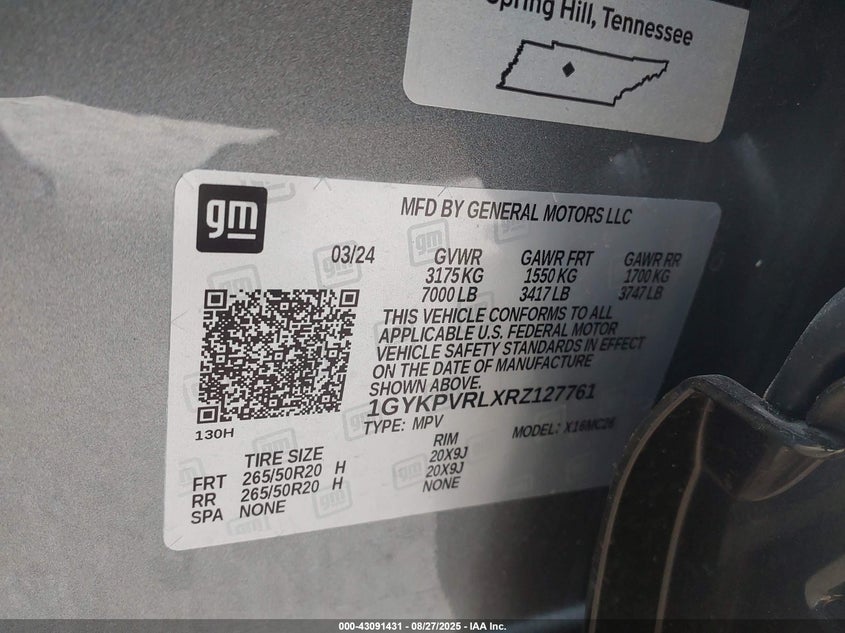 Spring Hill, Tennessee
gm
MFD BY GENERAL MOTORS LLC
03/24 GVWR GAWR FRT GAWR RR
3175 KG 1550 KG 1700 KG
7000 LB 3417 LB 3747 LB
THIS VEHICLE CONFORMS TO ALL
APPLICABLE U.S. FEDERAL MOTOR
VEHICLE SAFETY STANDARDS IN EFFECT
ON THE DATE OF MANUFACTURE
SHOWN ABOVE.
1GYKPVRLXRZ127761
130H
TYPE: MPV MODEL: X16MC26
TIRE SIZE RIM
FRT 265/50R20 H 20X9J
RR 265/50R20 H 20X9J
SPA NONE NONE
000-43091431 - 08/27/2025 - IAA Inc.